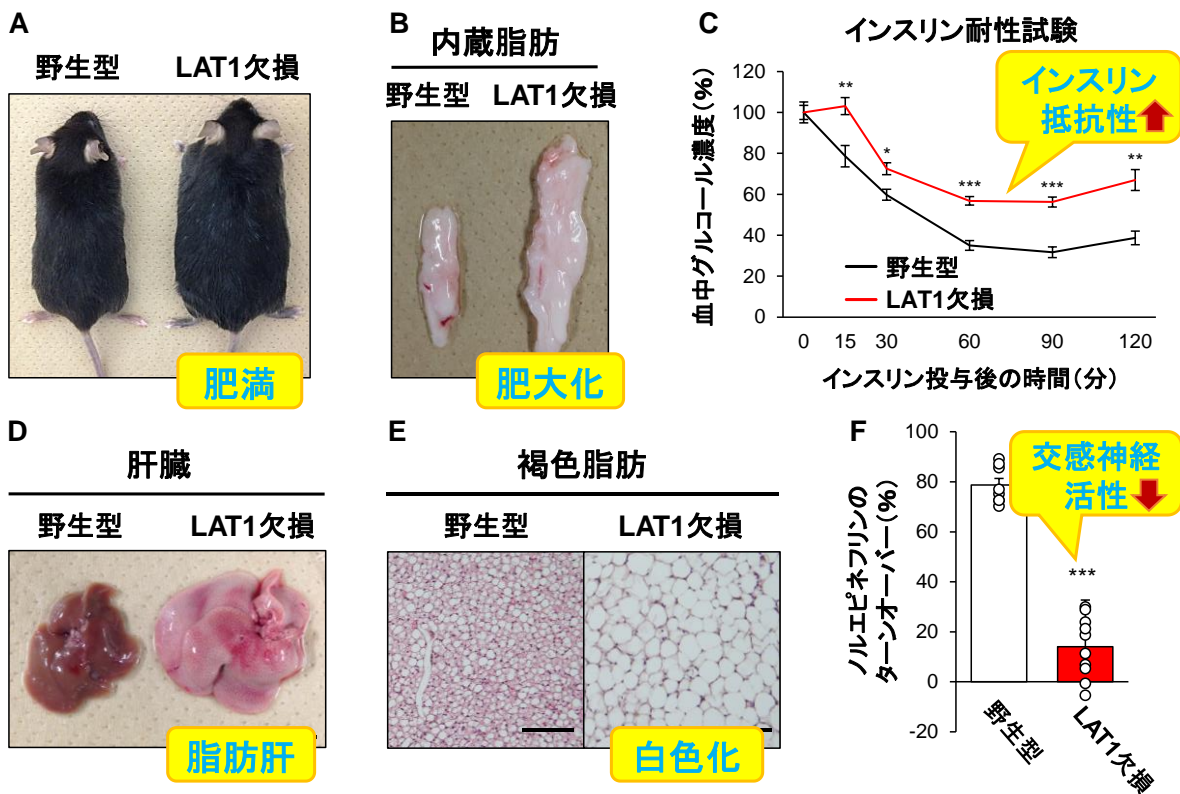 A
野生型 LAT1欠損
肥満
B
内蔵脂肪
野生型 LAT1欠損
肥大化
C
インスリン耐性試験
血中グルコール濃度(%)
120
100
80
60
40
20
0
** * *** *** **
インスリン
抵抗性
野生型
LAT1欠損
0 15 30 60 90 120
インスリン投与後の時間(分)
D
肝臓
野生型 LAT1欠損
脂肪肝
E
褐色脂肪
野生型 LAT1欠損
白色化
F
ノルエピネフリンの
ターンオーバー(%)
100
80
60
40
20
0
-20
交感神経
活性
***
野生型 LAT1欠損